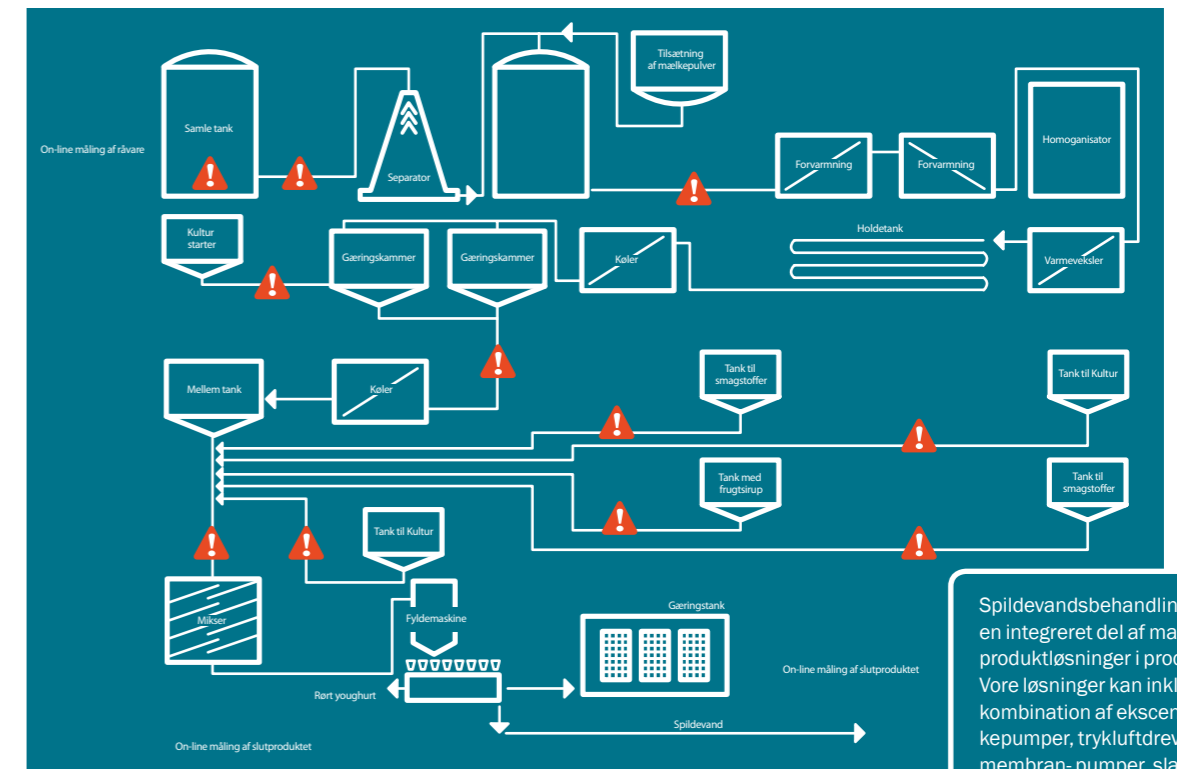 Tilsætning
af mælkepulver
Samle tank
On-line måling af råvare
Separator
Forvarmning
Forvarmning
Homoganisator
Kultur
starter
Gæringskammer
Gæringskammer
Køler
Holdetank
Varmeveksler
Mellem tank
Køler
Tank til
smagstoffer
Tank til Kultur
Tank med
frugtsirup
Tank til
smagstoffer
Tank til Kultur
Mikser
Fyldemaskine
Gæringstank
On-line måling af slutproduktet
Rørt youghurt
Spildevand
On-line måling af slutproduktet
Spildevandsbehandlin
en integreret del af ma
produktløsninger i proc
Vore løsninger kan inkl
kombination af ekscen
kepumper, trykluftdrev
membran- pumper, sla